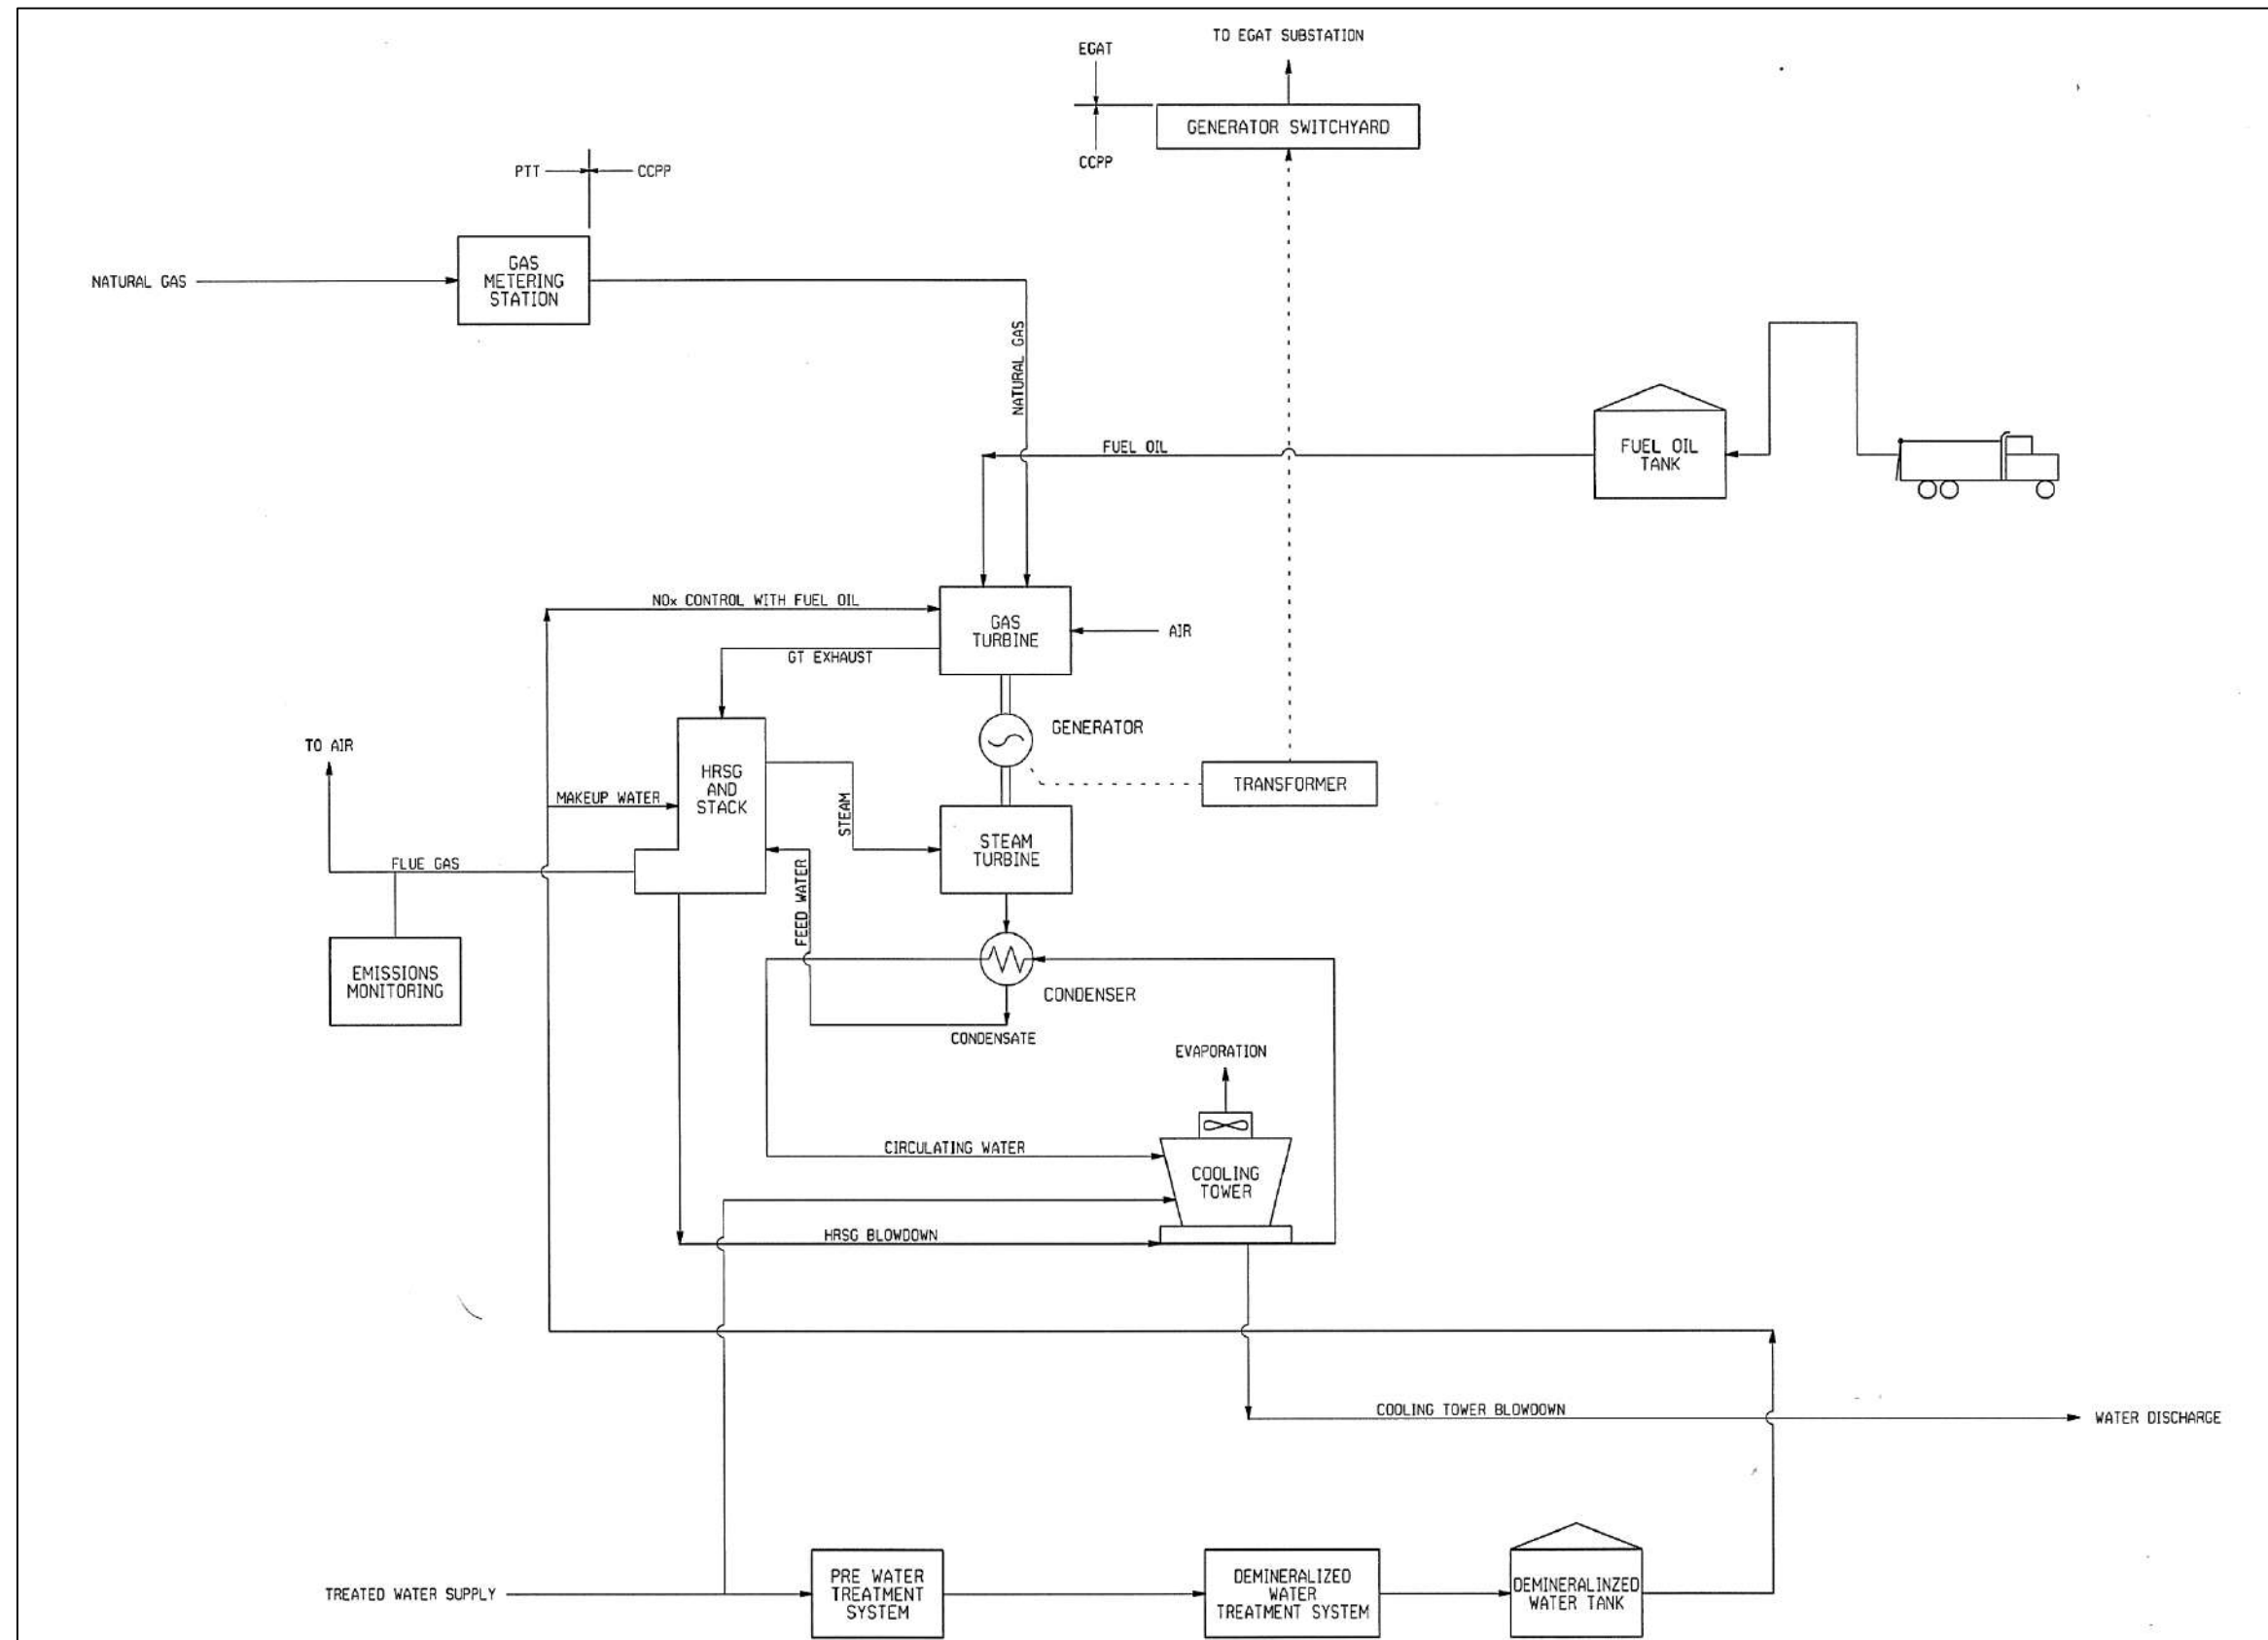 TO EGAT SUBSTATION
EGAT
GENERATOR SWITCHYARD
CCPP
PTT
CCPP
GAS
METERING
STATION
NATURAL GAS
NATURAL GAS
FUEL OIL
FUEL OIL
TANK
NOx CONTROL WITH FUEL OIL
GAS
TURBINE
AIR
GT EXHAUST
GENERATOR
TO AIR
HRSG
AND
STACK
TRANSFORMER
MAKEUP WATER
STEAM
STEAM
TURBINE
FLUE GAS
FEED WATER
EMISSIONS
MONITORING
CONDENSER
CONDENSATE
EVAPORATION
CIRCULATING WATER
COOLING
TOWER
HRSG BLOWDOWN
COOLING TOWER BLOWDOWN
WATER DISCHARGE
TREATED WATER SUPPLY
PRE WATER
TREATMENT
SYSTEM
DEMINERALIZED
WATER
TREATMENT SYSTEM
DEMINERALINZED
WATER TANK